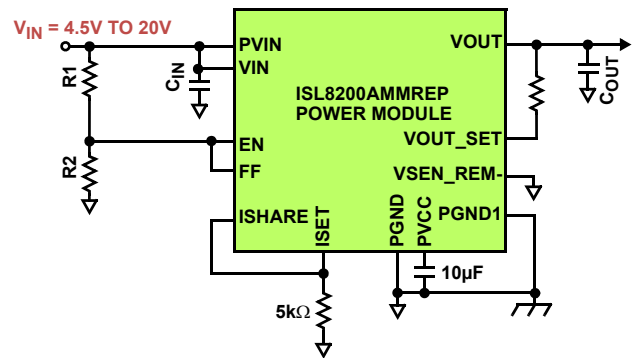 VIN = 4.5V TO 20V
PVIN
VOUT
R1
CIN
VIN
COUT
ISL8200AMMREP
POWER MODULE
VOUT_SET
EN
R2
FF
VSEN_REM-
ISHARE
ISET
PGND
PVCC
PGND1
10µF
5kΩ